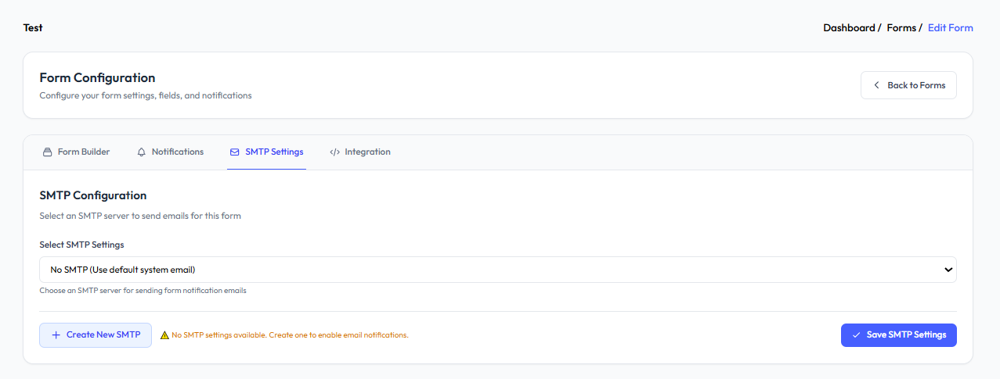 Test
Dashboard / Forms / Edit Form
Form Configuration
Configure your form settings, fields, and notifications
Back to Forms
Form Builder
Notifications
SMTP Settings
Integration
SMTP Configuration
Select an SMTP server to send emails for this form
Select SMTP Settings
No SMTP (Use default system email)
Choose an SMTP server for sending form notification emails
Create New SMTP
No SMTP settings available. Create one to enable email notifications.
Save SMTP Settings